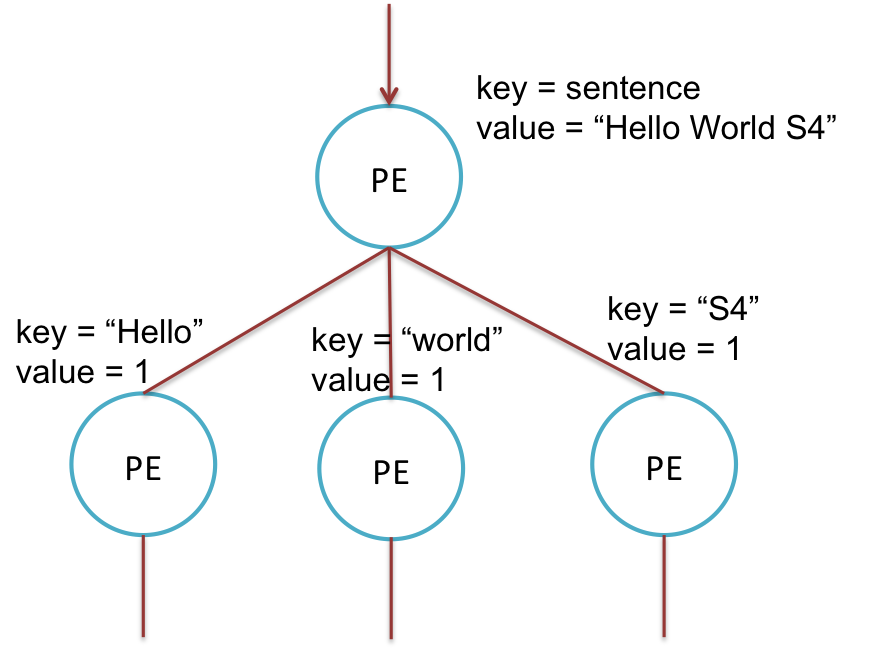 key = sentence
value = “Hello World S4”
PE
key = “Hello”
value = 1
key = “world”
value = 1
key = “S4”
value = 1
PE
PE
PE